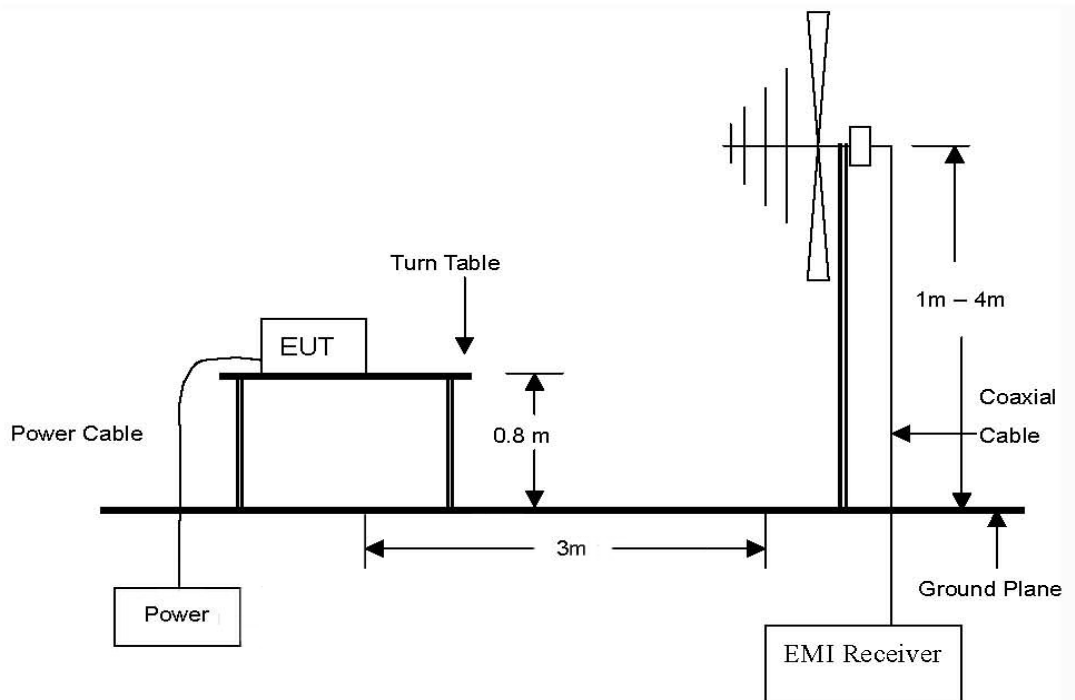 Turn Table
1m – 4m
EUT
Coaxial
Cable
Power Cable
0.8 m
3m
Ground Plane
Power
EMI Receiver